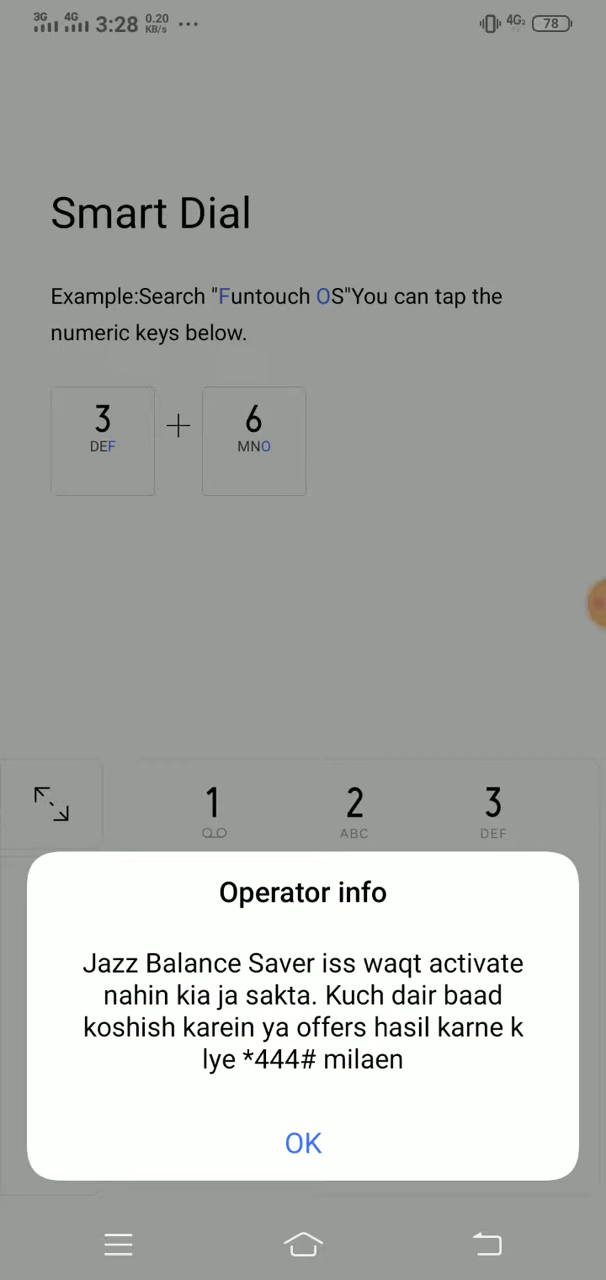 3G 4G 3:28 0.20 KB/s ... 4G2 78
Smart Dial
Example:Search "Funtouch OS"You can tap the
numeric keys below.
3 + 6
DEF MNO
1 2 3
ABC DEF
Operator info
Jazz Balance Saver iss waqt activate
nahin kia ja sakta. Kuch dair baad
koshish karein ya offers hasil karne k
lye *444# milaen
OK